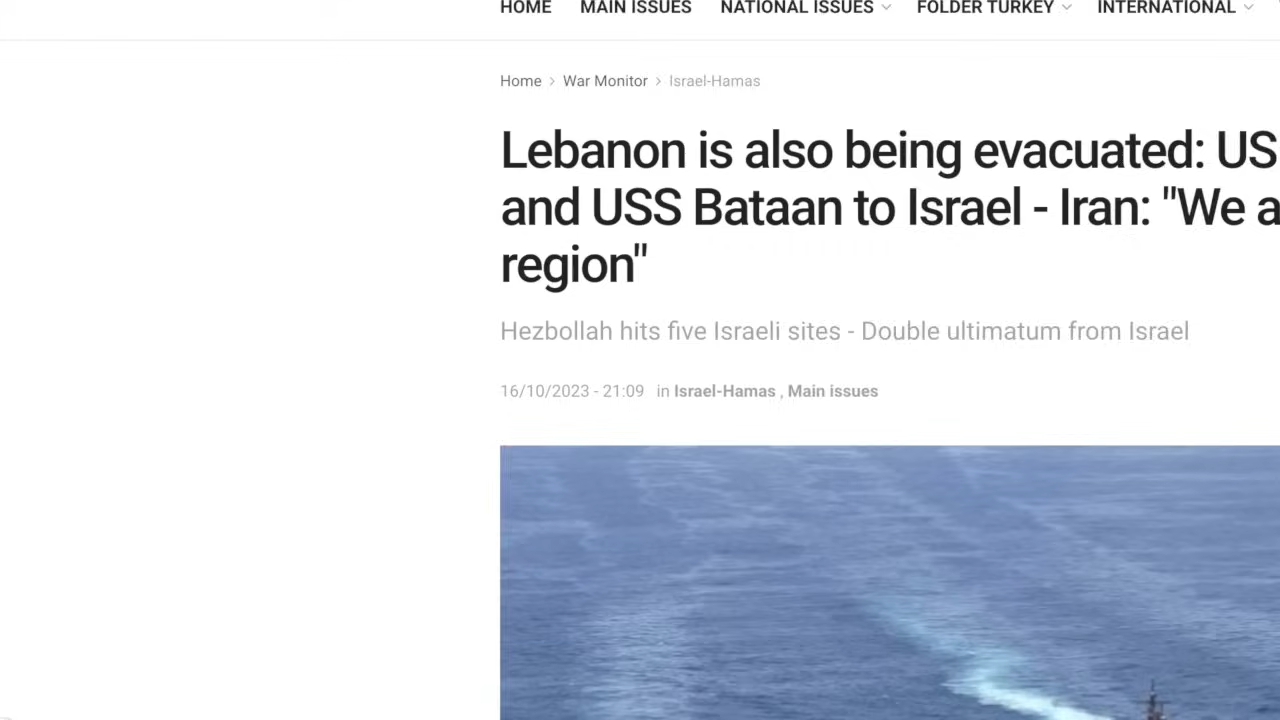 HOME MAIN ISSUES NATIONAL ISSUES FOLDER TURKEY INTERNATIONAL
Home > War Monitor > Israel-Hamas
Lebanon is also being evacuated: US
and USS Bataan to Israel - Iran: "We a
region"
Hezbollah hits five Israeli sites - Double ultimatum from Israel
16/10/2023 - 21:09 in Israel-Hamas , Main issues